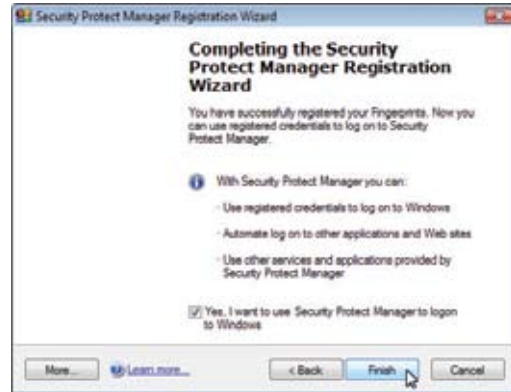 Security Protect Manager Registration Wizard
Completing the Security
Protect Manager Registration
Wizard
You have successfully registered your Fingerprints. Now you
can use registered credentials to log on to Security
Protect Manager.
With Security Protect Manager you can:
· Use registered credentials to log on to Windows
· Automate log on to other applications and Web sites
· Use other services and applications provided by
Security Protect Manager
Yes, I want to use Security Protect Manager to logon
to Windows
More...
Learn more...
< Back
Finish
Cancel